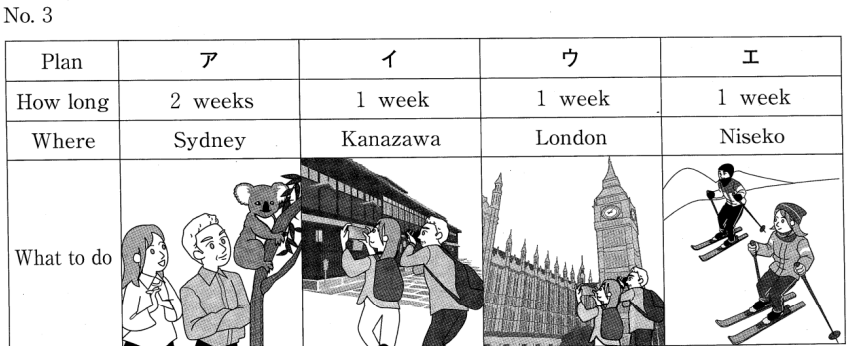 No. 3
Plan ア イ ウ エ
How long 2 weeks 1 week 1 week 1 week
Where Sydney Kanazawa London Niseko
What to do